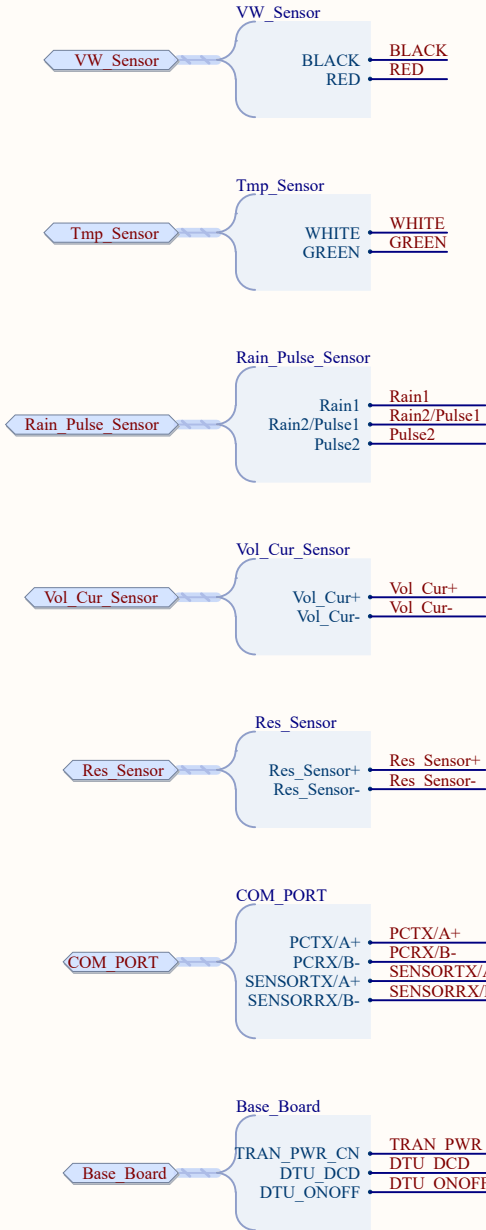 VW_Sensor
VW_Sensor
BLACK
BLACK
RED
RED
Tmp_Sensor
Tmp_Sensor
WHITE
WHITE
GREEN
GREEN
Rain_Pulse_Sensor
Rain_Pulse_Sensor
Rain1
Rain1
Rain2/Pulse1
Rain2/Pulse1
Pulse2
Pulse2
Vol_Cur_Sensor
Vol_Cur_Sensor
Vol_Cur+
Vol_Cur+
Vol_Cur-
Vol_Cur-
Res_Sensor
Res_Sensor
Res_Sensor+
Res_Sensor+
Res_Sensor-
Res_Sensor-
COM_PORT
COM_PORT
PCTX/A+
PCTX/A+
PCRX/B-
PCRX/B-
SENSORTX/A+
SENSORTX/A
SENSORRX/B-
SENSORRX/
Base_Board
Base_Board
TRAN_PWR_CN
TRAN_PWR
DTU_DCD
DTU_DCD
DTU_ONOFF
DTU_ONOFF